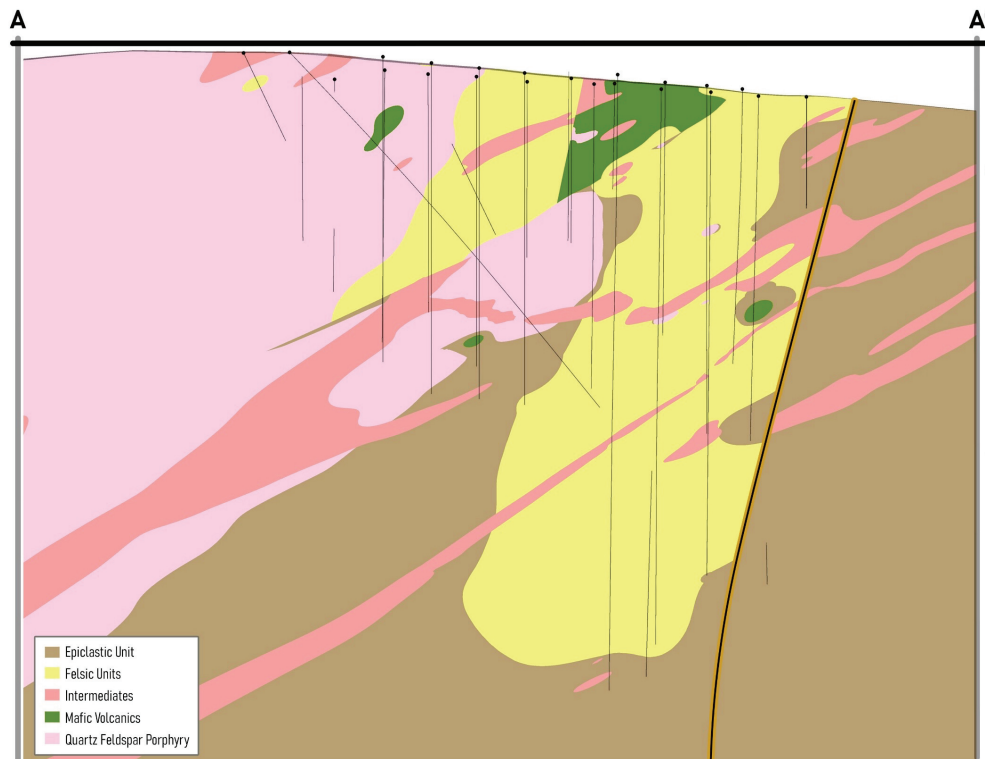 A
A
Epiclastic Unit
Felsic Units
Intermediates
Mafic Volcanics
Quartz Feldspar Porphyry